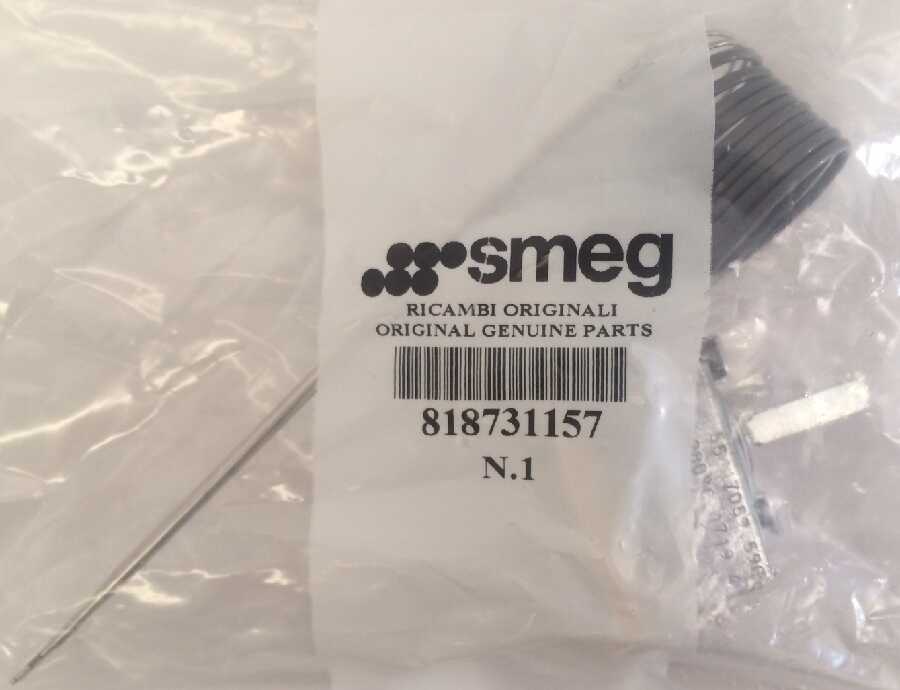 smeg
RICAMBI ORIGINALI
ORIGINAL GENUINE PARTS
818731157
N.1